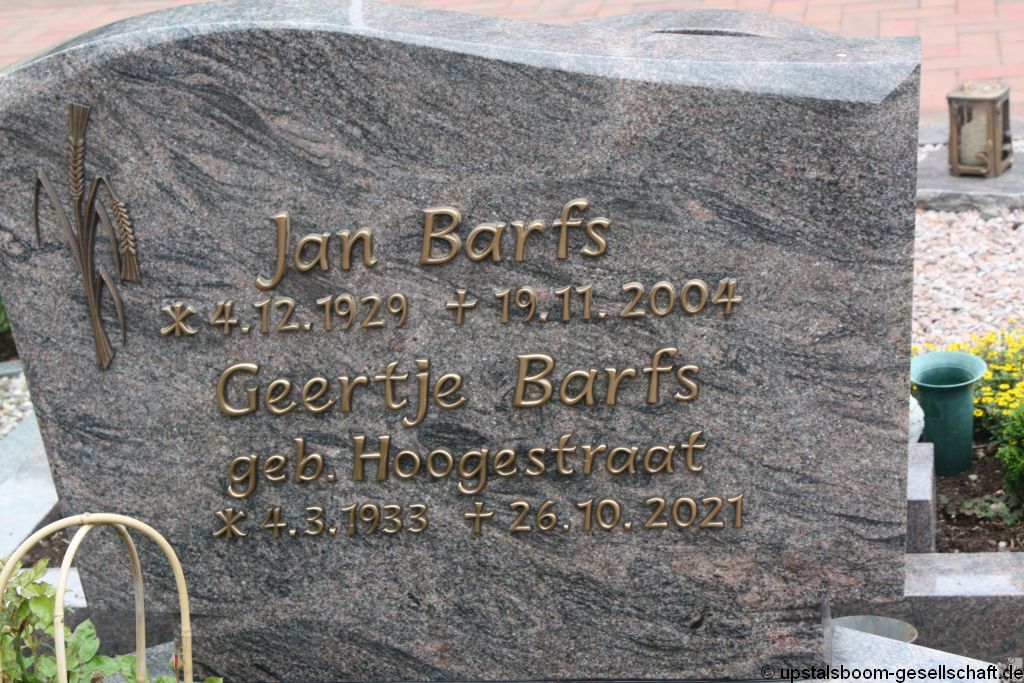 Jan Barfs
* 4.12.1929 † 19.11.2004
Geertje Barfs
geb. Hoogestraat
* 4.3.1933 † 26.10.2021
© upstalsboom-gesellschaft.de